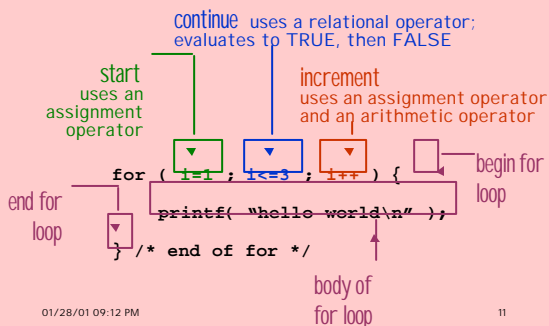 continue uses a relational operator;
evaluates to TRUE, then FALSE
start
uses an
assignment
operator
increment
uses an assignment operator
and an arithmetic operator
for ( i=1 ; i<=3 ; i++ ) {
begin for
loop
printf( “hello world\n” );
end for
loop
} /* end of for */
body of
for loop
01/28/01 09:12 PM
11